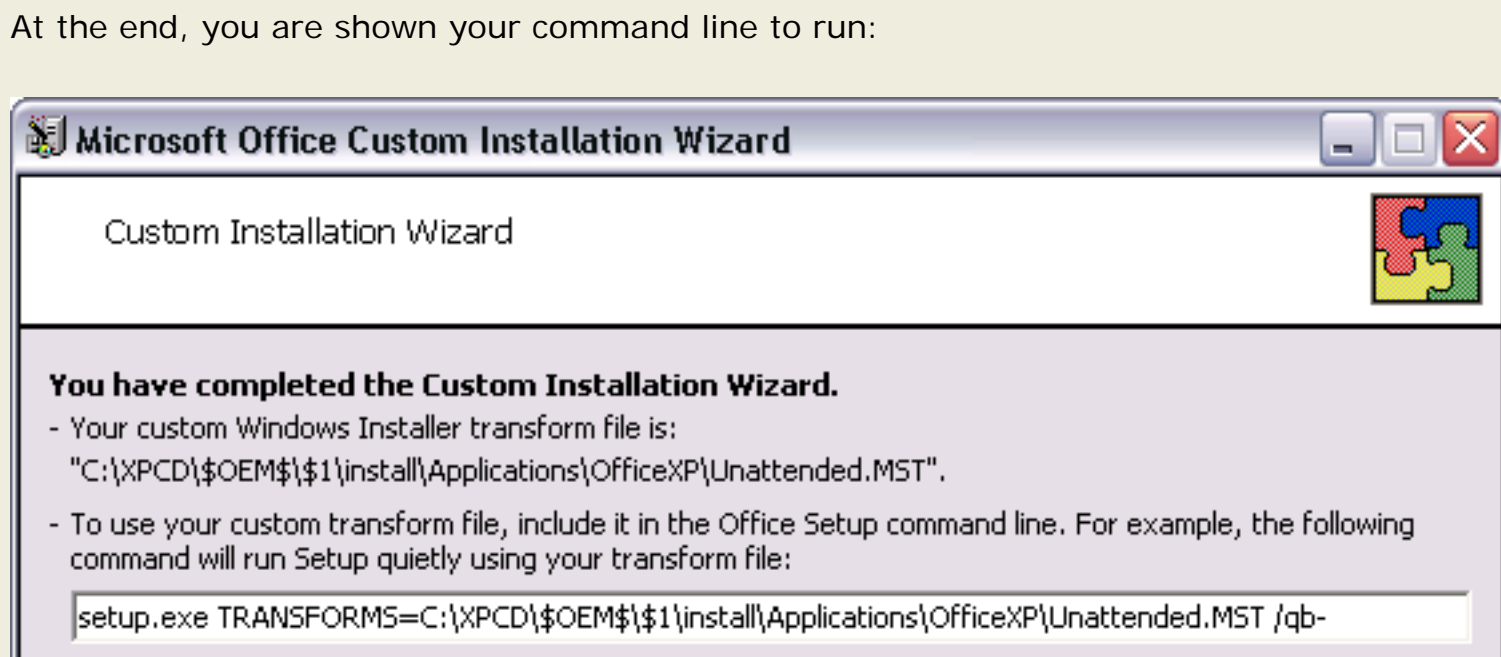 At the end, you are shown your command line to run:
Microsoft Office Custom Installation Wizard
Custom Installation Wizard
You have completed the Custom Installation Wizard.
- Your custom Windows Installer transform file is:
"C:\XPCD\$OEM$\$1\install\Applications\OfficeXP\Unattended.MST".
- To use your custom transform file, include it in the Office Setup command line. For example, the following
command will run Setup quietly using your transform file:
setup.exe TRANSFORMS=C:\XPCD\$OEM$\$1\install\Applications\OfficeXP\Unattended.MST /qb-